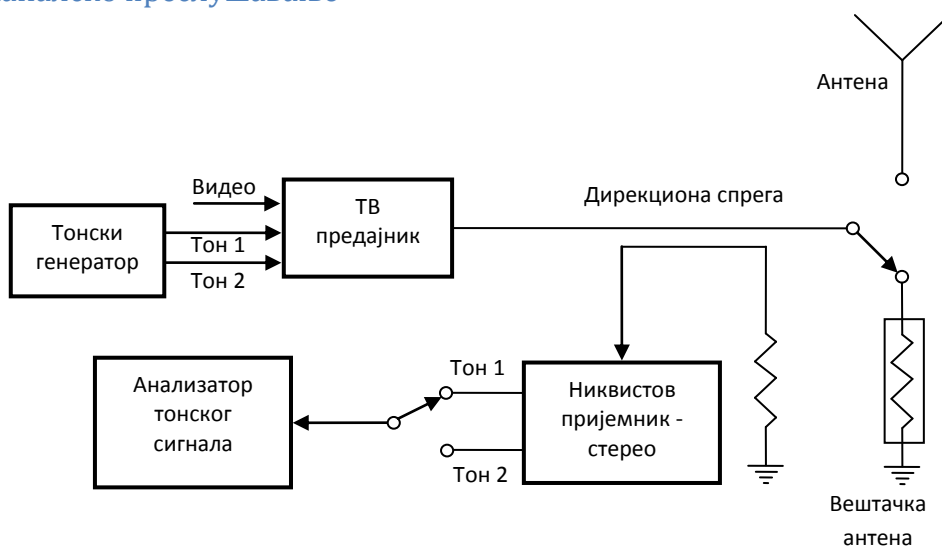 Антена
Видео
Дирекциона спрега
ТВ
предајник
Тонски
генератор
Тон 1
Тон 2
Тон 1
Анализатор
тонског
сигнала
Никвистов
пријемник -
стерео
Тон 2
Вештачка
антена